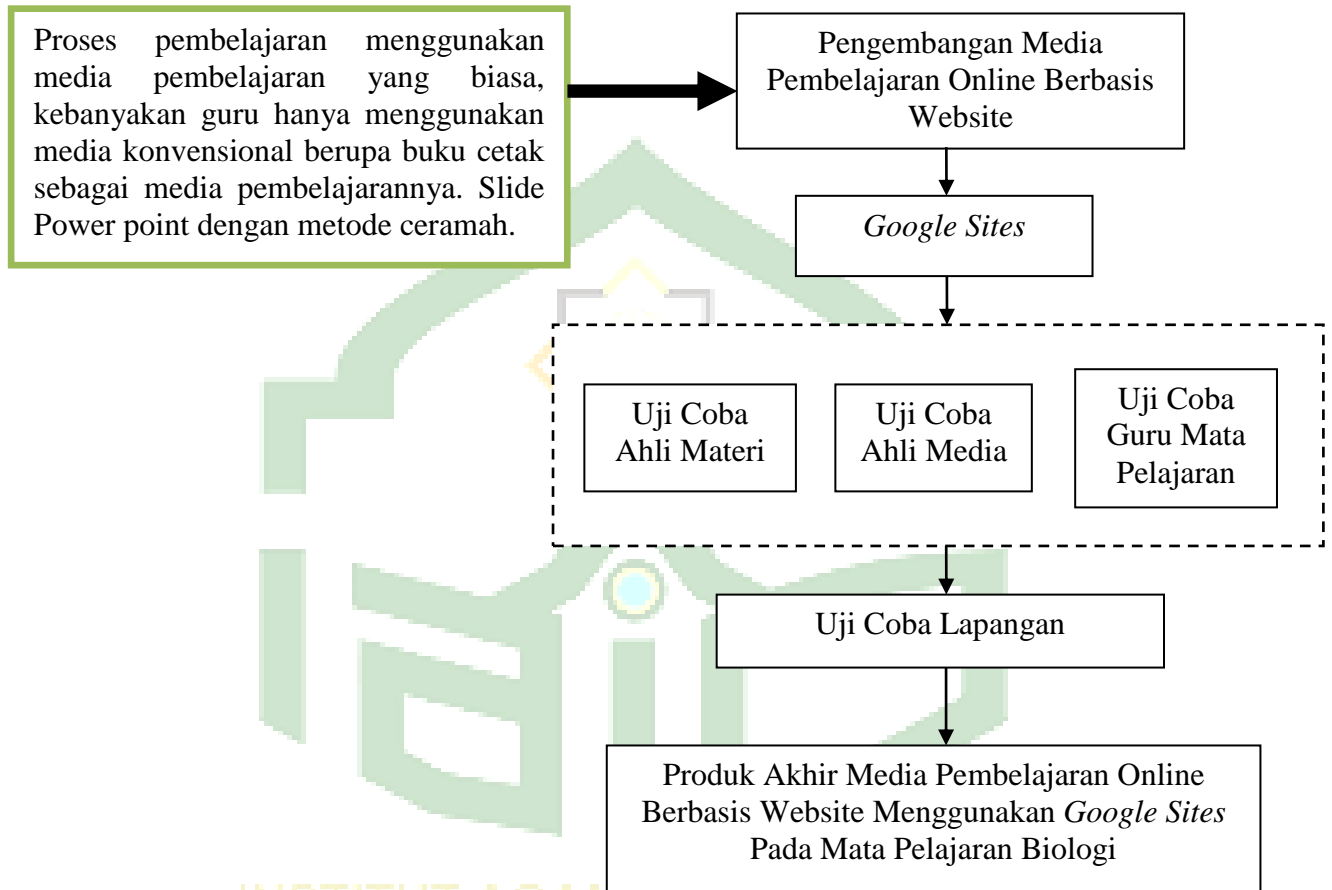 Proses pembelajaran menggunakan
media pembelajaran yang biasa,
kebanyakan guru hanya menggunakan
media konvensional berupa buku cetak
sebagai media pembelajarannya. Slide
Power point dengan metode ceramah.
Pengembangan Media
Pembelajaran Online Berbasis
Website
Google Sites
Uji Coba
Ahli Materi
Uji Coba
Ahli Media
Uji Coba
Guru Mata
Pelajaran
Uji Coba Lapangan
Produk Akhir Media Pembelajaran Online
Berbasis Website Menggunakan Google Sites
Pada Mata Pelajaran Biologi